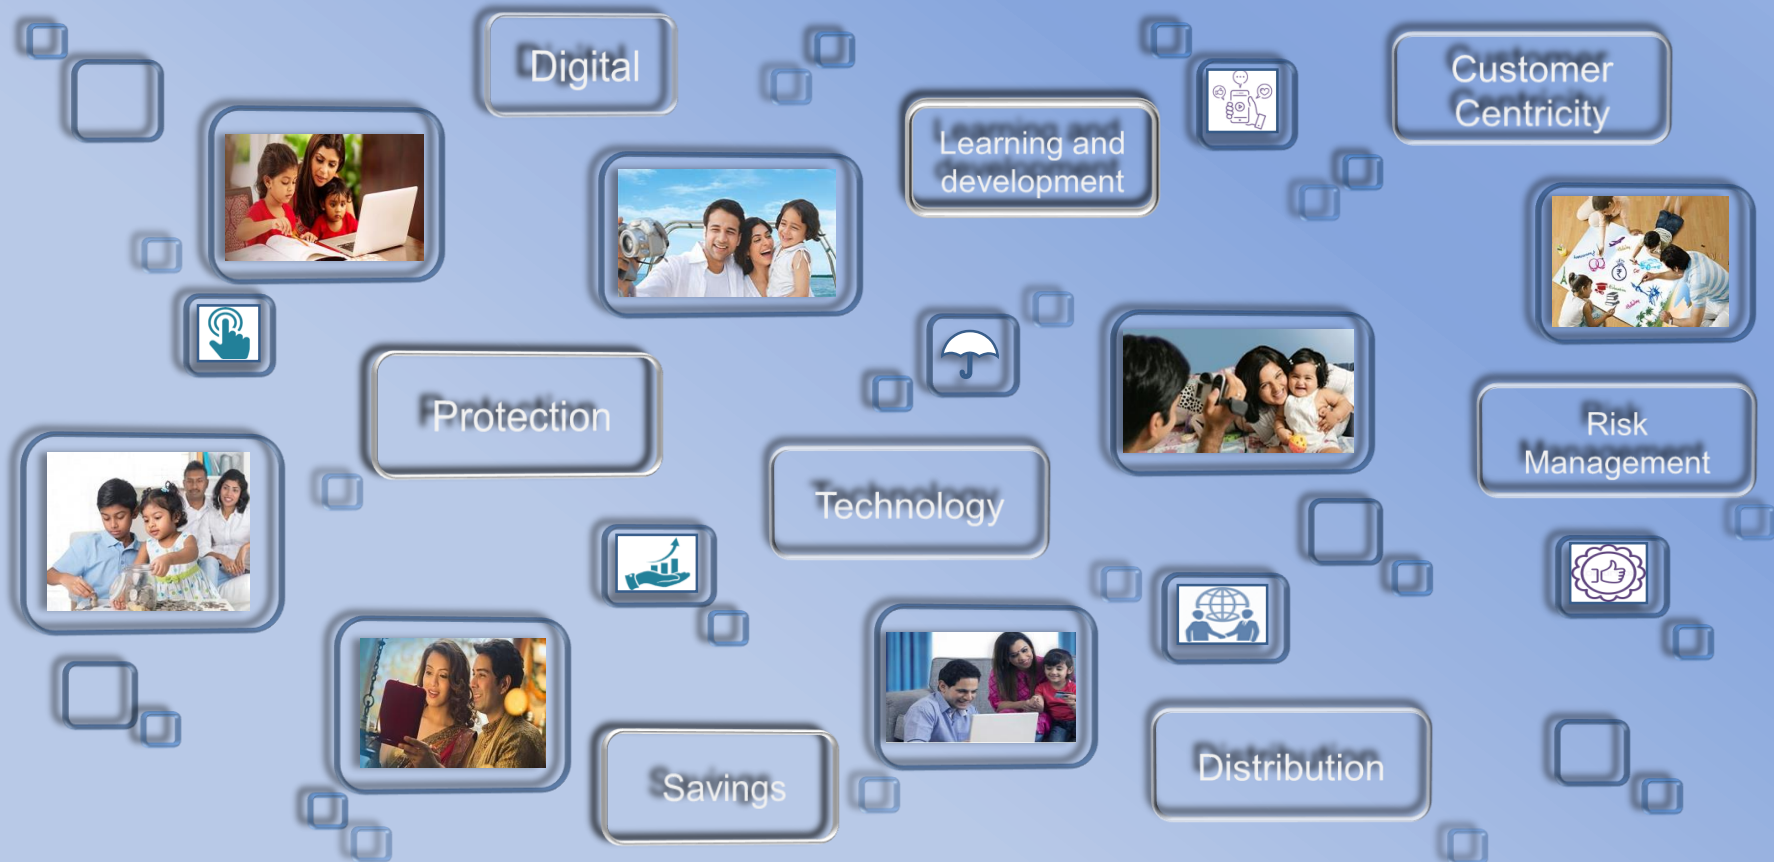 Digital
Customer
Centricity
Learning and
development
Protection
Risk
Management
Technology
Savings
Distribution